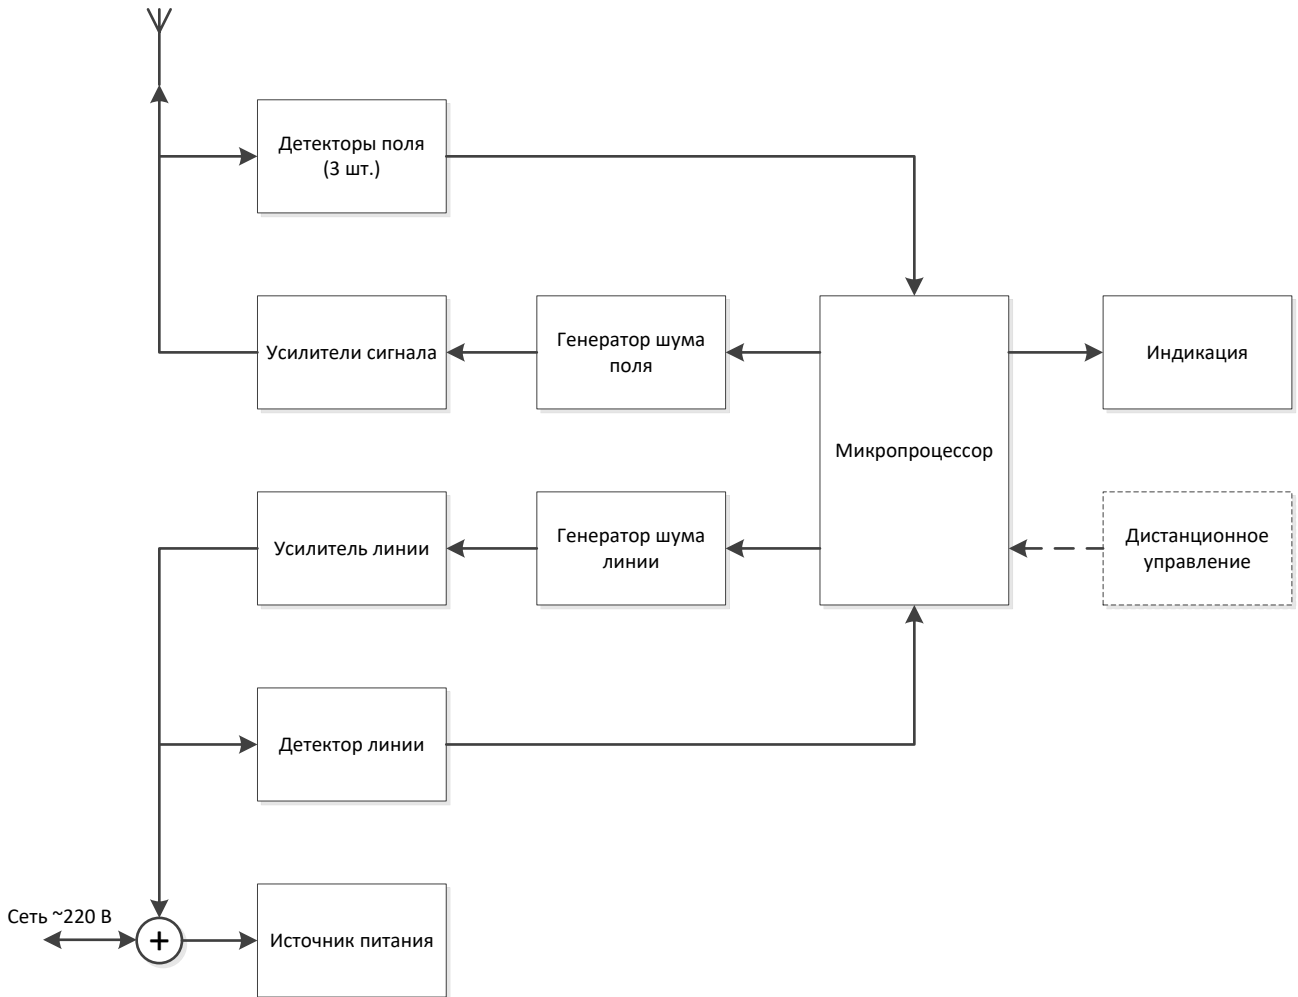 Детекторы поля
(3 шт.)
Усилители сигнала
Генератор шума
поля
Индикация
Микропроцессор
Усилитель линии
Генератор шума
линии
Дистанционное
управление
Детектор линии
Сеть ~220 В
+
Источник питания